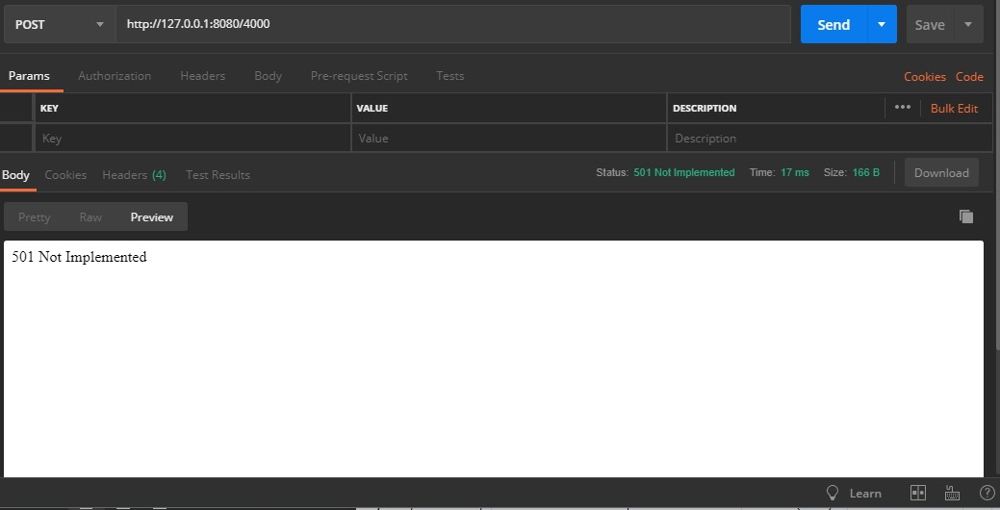 POST http://127.0.0.1:8080/4000 Send Save
Params Authorization Headers Body Pre-request Script Tests Cookies Code
KEY VALUE DESCRIPTION ••• Bulk Edit
Key Value Description
Body Cookies Headers (4) Test Results Status: 501 Not Implemented Time: 17 ms Size: 166 B Download
Pretty Raw Preview
501 Not Implemented
Learn